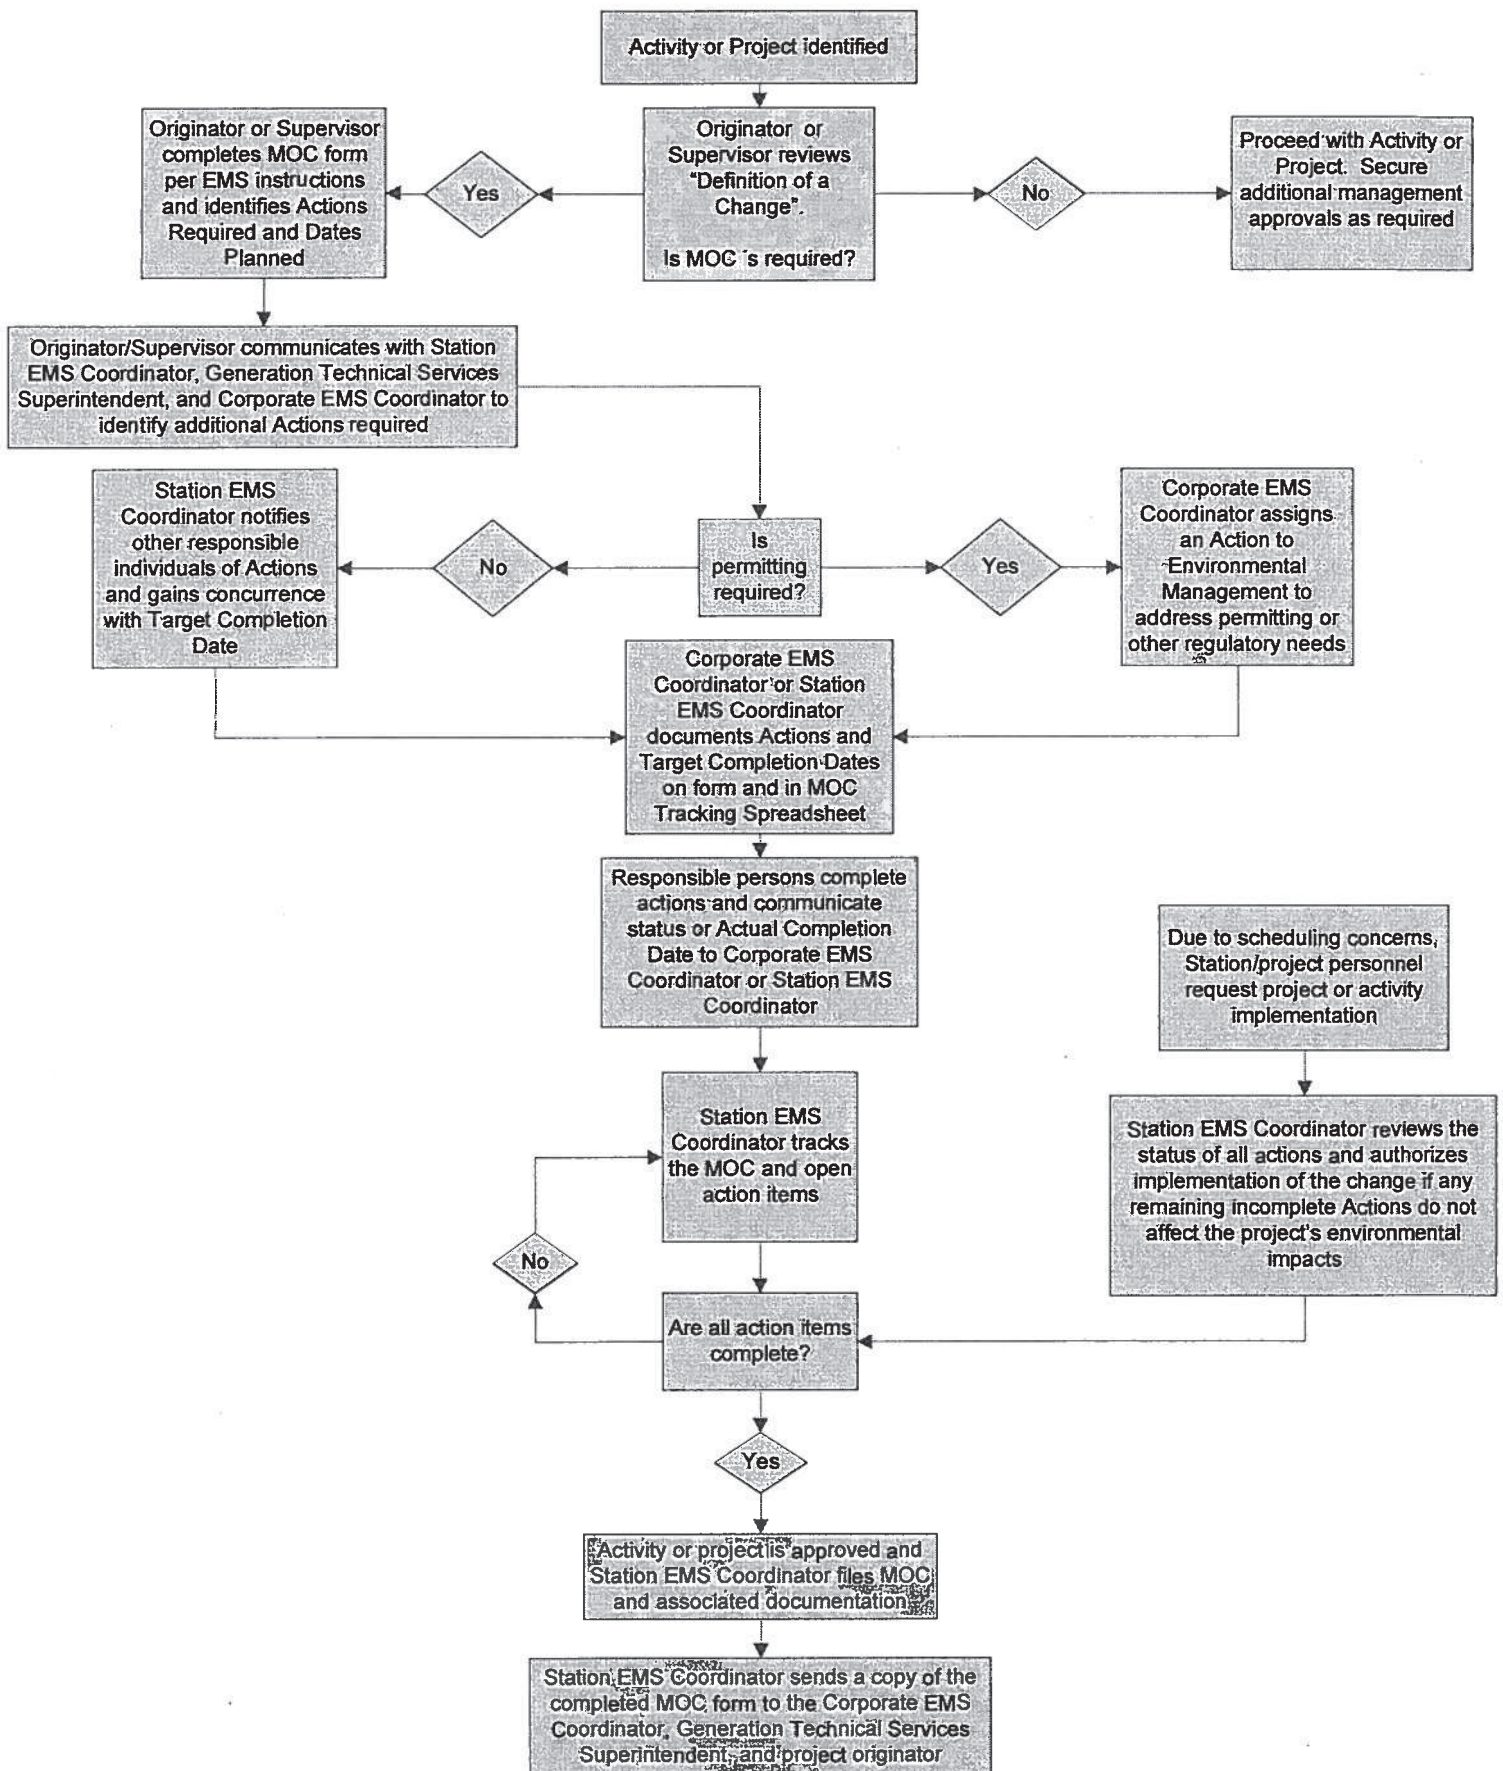 Activity or Project identified
Originator or Supervisor
completes MOC form
per EMS instructions
and identifies Actions
Required and Dates
Planned
Yes
Originator or
Supervisor reviews
"Definition of a
Change".
Is MOC 's required?
No
Proceed with Activity or
Project. Secure
additional management
approvals as required
Originator/Supervisor communicates with Station
EMS Coordinator, Generation Technical Services
Superintendent, and Corporate EMS Coordinator to
identify additional Actions required
Station EMS
Coordinator notifies
other responsible
individuals of Actions
and gains concurrence
with Target Completion
Date
No
Is
permitting
required?
Yes
Corporate EMS
Coordinator assigns
an Action to
Environmental
Management to
address permitting or
other regulatory needs
Corporate EMS
Coordinator or Station
EMS Coordinator
documents Actions and
Target Completion Dates
on form and in MOC
Tracking Spreadsheet
Responsible persons complete
actions and communicate
status or Actual Completion
Date to Corporate EMS
Coordinator or Station EMS
Coordinator
Due to scheduling concerns,
Station/project personnel
request project or activity
implementation
Station EMS
Coordinator tracks
the MOC and open
action items
Station EMS Coordinator reviews the
status of all actions and authorizes
implementation of the change if any
remaining incomplete Actions do not
affect the project's environmental
impacts
No
Are all action items
complete?
Yes
Activity or project is approved and
Station EMS Coordinator files MOC
and associated documentation
Station EMS Coordinator sends a copy of the
completed MOC form to the Corporate EMS
Coordinator, Generation Technical Services
Superintendent, and project originator